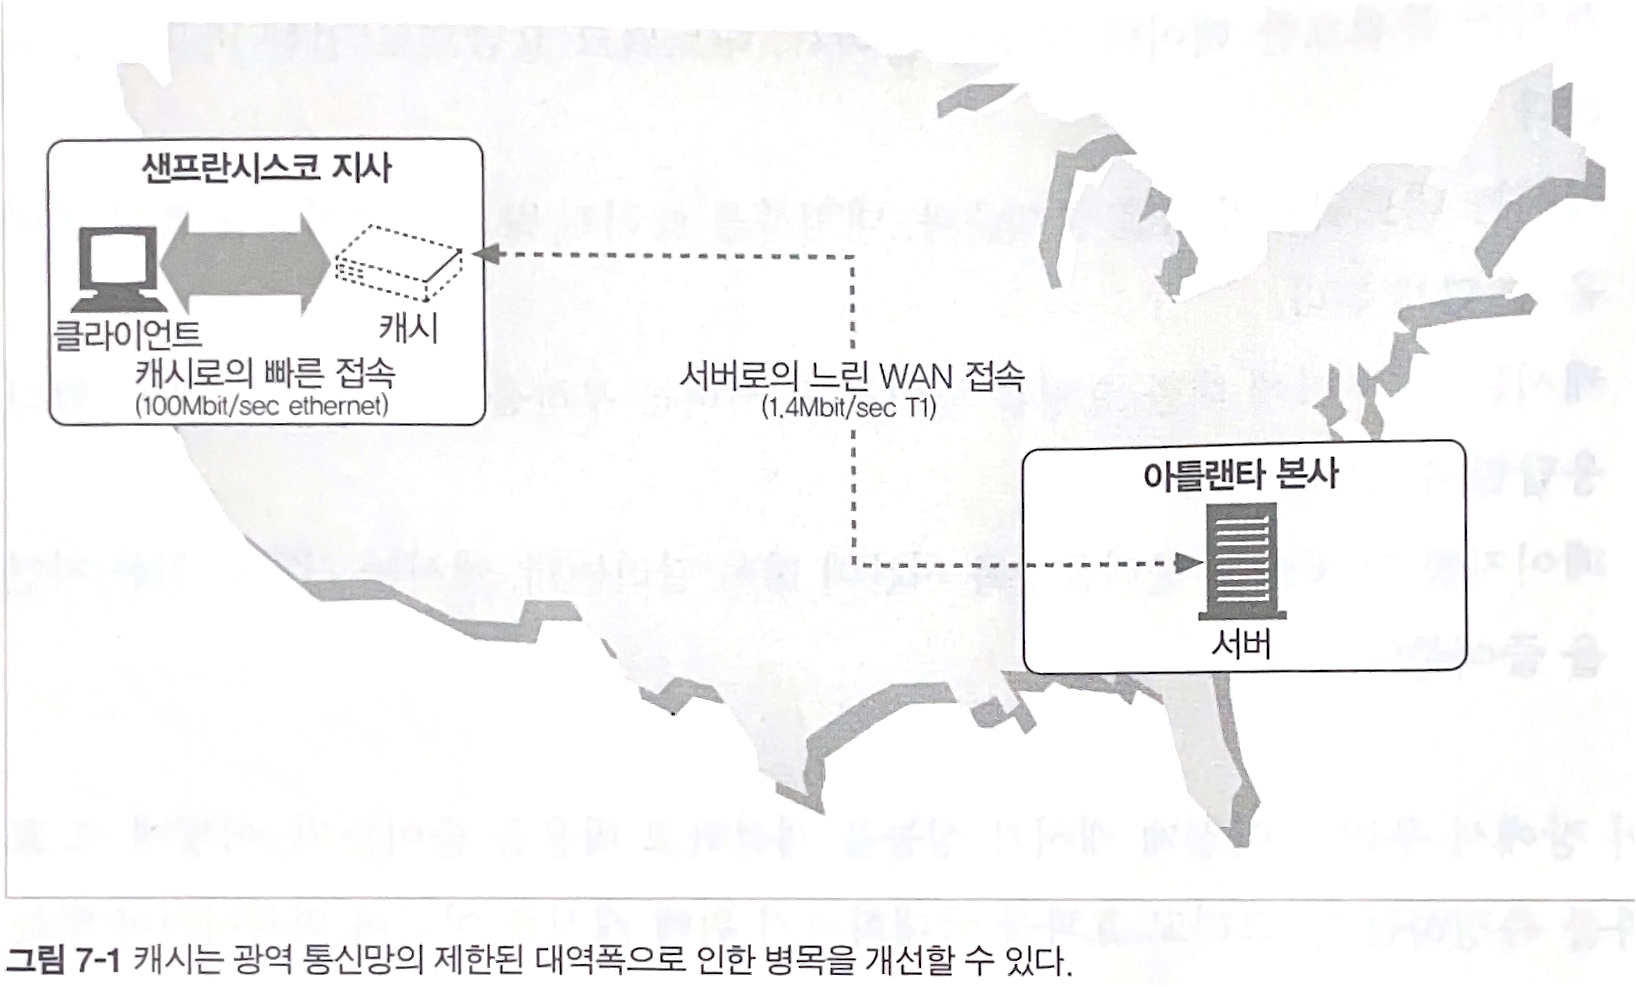 샌프란시스코 지사
클라이언트
캐시
캐시로의 빠른 접속
(100Mbit/sec ethernet)
서버로의 느린 WAN 접속
(1.4Mbit/sec T1)
아틀랜타 본사
서버
그림 7-1 캐시는 광역 통신망의 제한된 대역폭으로 인한 병목을 개선할 수 있다.